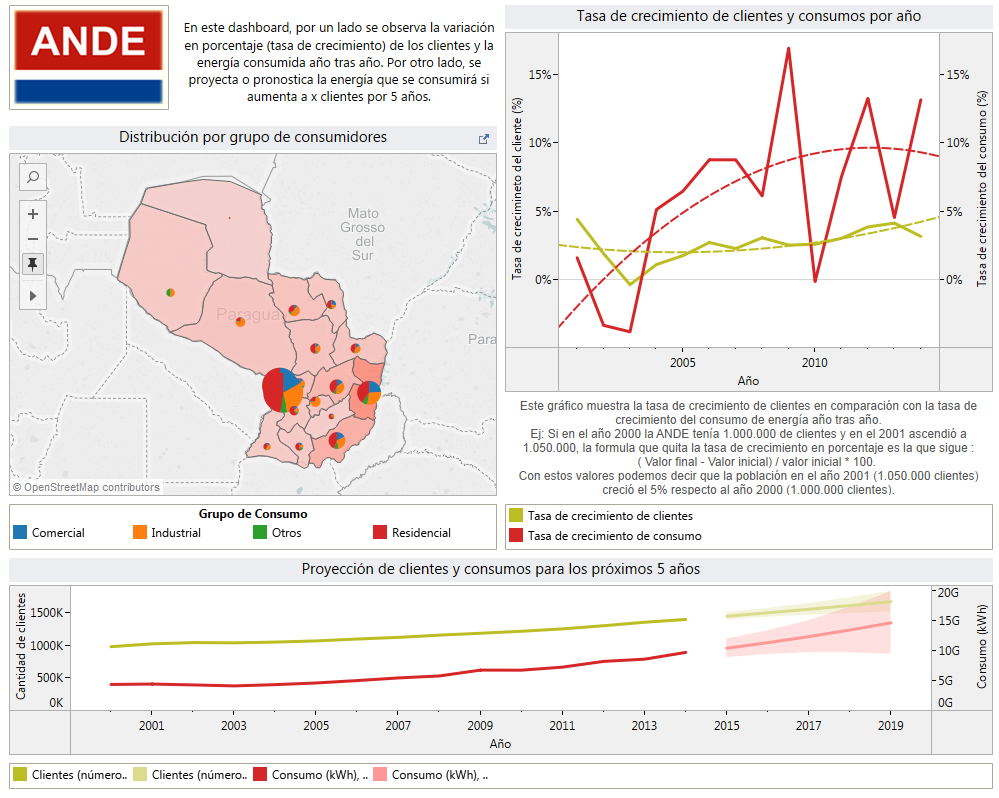 ANDE
En este dashboard, por un lado se observa la variación
en porcentaje (tasa de crecimiento) de los clientes y la
energía consumida año tras año. Por otro lado, se
proyecta o pronostica la energía que se consumirá si
aumenta a x clientes por 5 años.
Distribución por grupo de consumidores
Mato
Grosso
del
Sur
Paragua
Para
© OpenStreetMap contributors
Grupo de Consumo
Comercial
Industrial
Otros
Residencial
Tasa de crecimiento de clientes y consumos por año
Tasa de crecimineto del cliente (%)
15%
10%
5%
0%
15%
10%
5%
0%
Tasa de crecimiento del consumo (%)
2005
2010
Año
Este gráfico muestra la tasa de crecimiento de clientes en comparación con la tasa de
crecimiento del consumo de energía año tras año.
Ej: Si en el año 2000 la ANDE tenía 1.000.000 de clientes y en el 2001 ascendió a
1.050.000, la formula que quita la tasa de crecimiento en porcentaje es la que sigue :
( Valor final - Valor inicial) / valor inicial * 100.
Con estos valores podemos decir que la población en el año 2001 (1.050.000 clientes)
creció el 5% respecto al año 2000 (1.000.000 clientes).
Tasa de crecimiento de clientes
Tasa de crecimiento de consumo
Proyección de clientes y consumos para los próximos 5 años
Cantidad de clientes
1500K
1000K
500K
0K
20G
15G
10G
5G
0G
Consumo (kWh)
2001
2003
2005
2007
2009
2011
2013
2015
2017
2019
Año
Clientes (número..
Clientes (número..
Consumo (kWh), ..
Consumo (kWh), ..